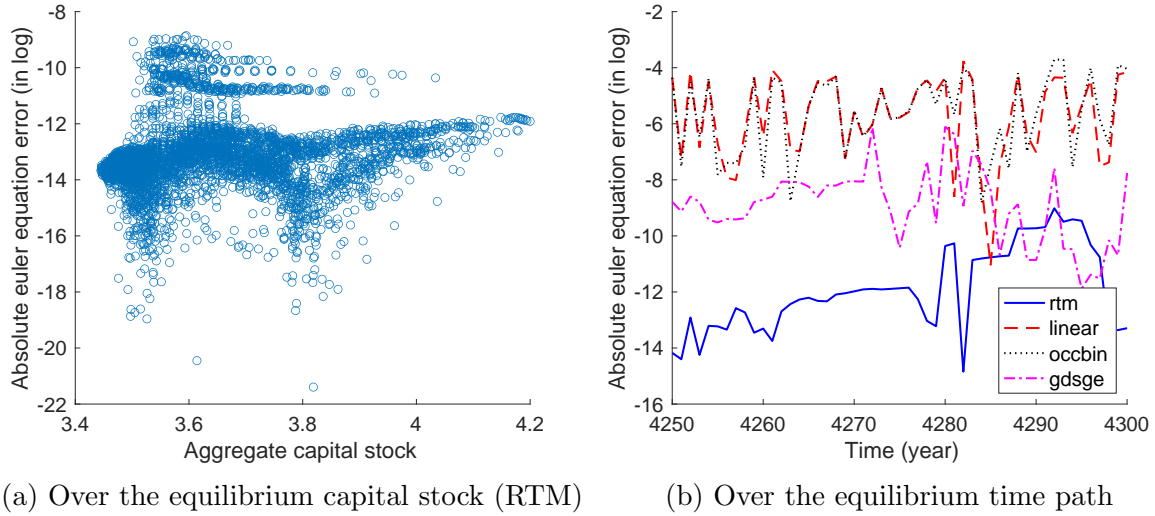 -8
-10
-12
-14
-16
-18
-20
-22
Absolute euler equation error (in log)
3.4
3.6
3.8
4
4.2
Aggregate capital stock
(a) Over the equilibrium capital stock (RTM)
-2
-4
-6
-8
-10
-12
-14
-16
Absolute euler equation error (in log)
rtm
linear
occbin
gdsge
4250
4260
4270
4280
4290
4300
Time (year)
(b) Over the equilibrium time path